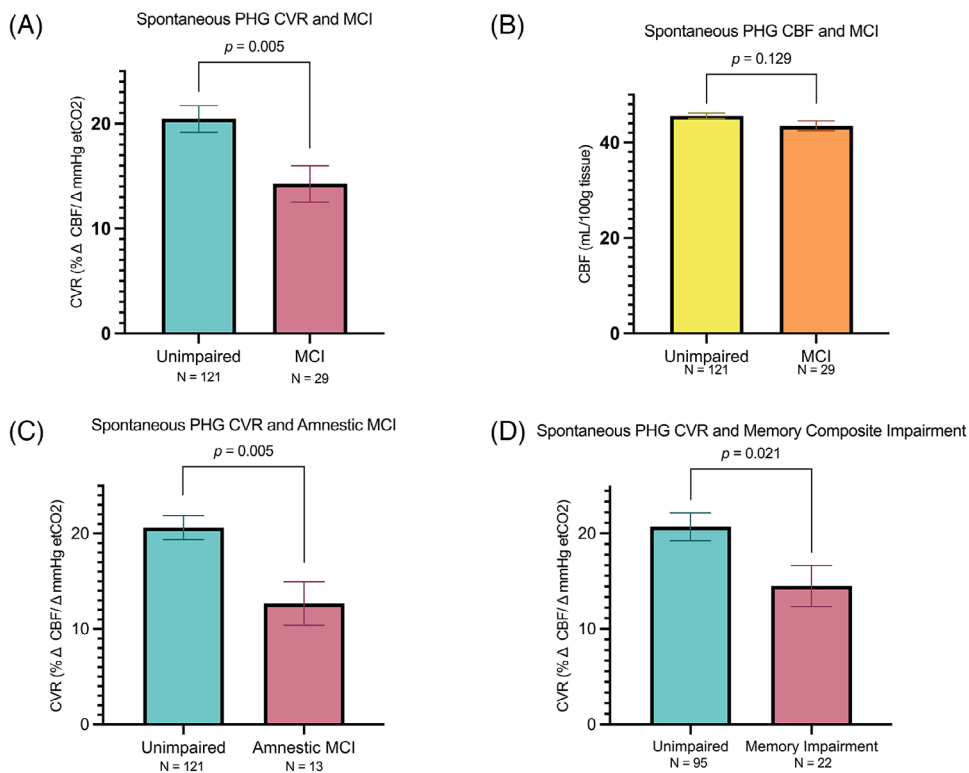 (A)
Spontaneous PHG CVR and MCI
p = 0.005
CVR (% Δ CBF/ Δ mmHg etCO2)
20
10
0
Unimpaired
N = 121
MCI
N = 29
(B)
Spontaneous PHG CBF and MCI
p = 0.129
CBF (mL/100g tissue)
40
20
0
Unimpaired
N = 121
MCI
N = 29
(C)
Spontaneous PHG CVR and Amnestic MCI
p = 0.005
CVR (% Δ CBF/ Δ mmHg etCO2)
20
10
0
Unimpaired
N = 121
Amnestic MCI
N = 13
(D)
Spontaneous PHG CVR and Memory Composite Impairment
p = 0.021
CVR (% Δ CBF/ Δ mmHg etCO2)
20
10
0
Unimpaired
N = 95
Memory Impairment
N = 22